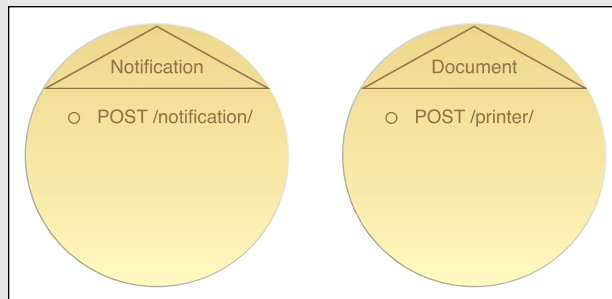 Notification
POST /notification/
Document
POST /printer/